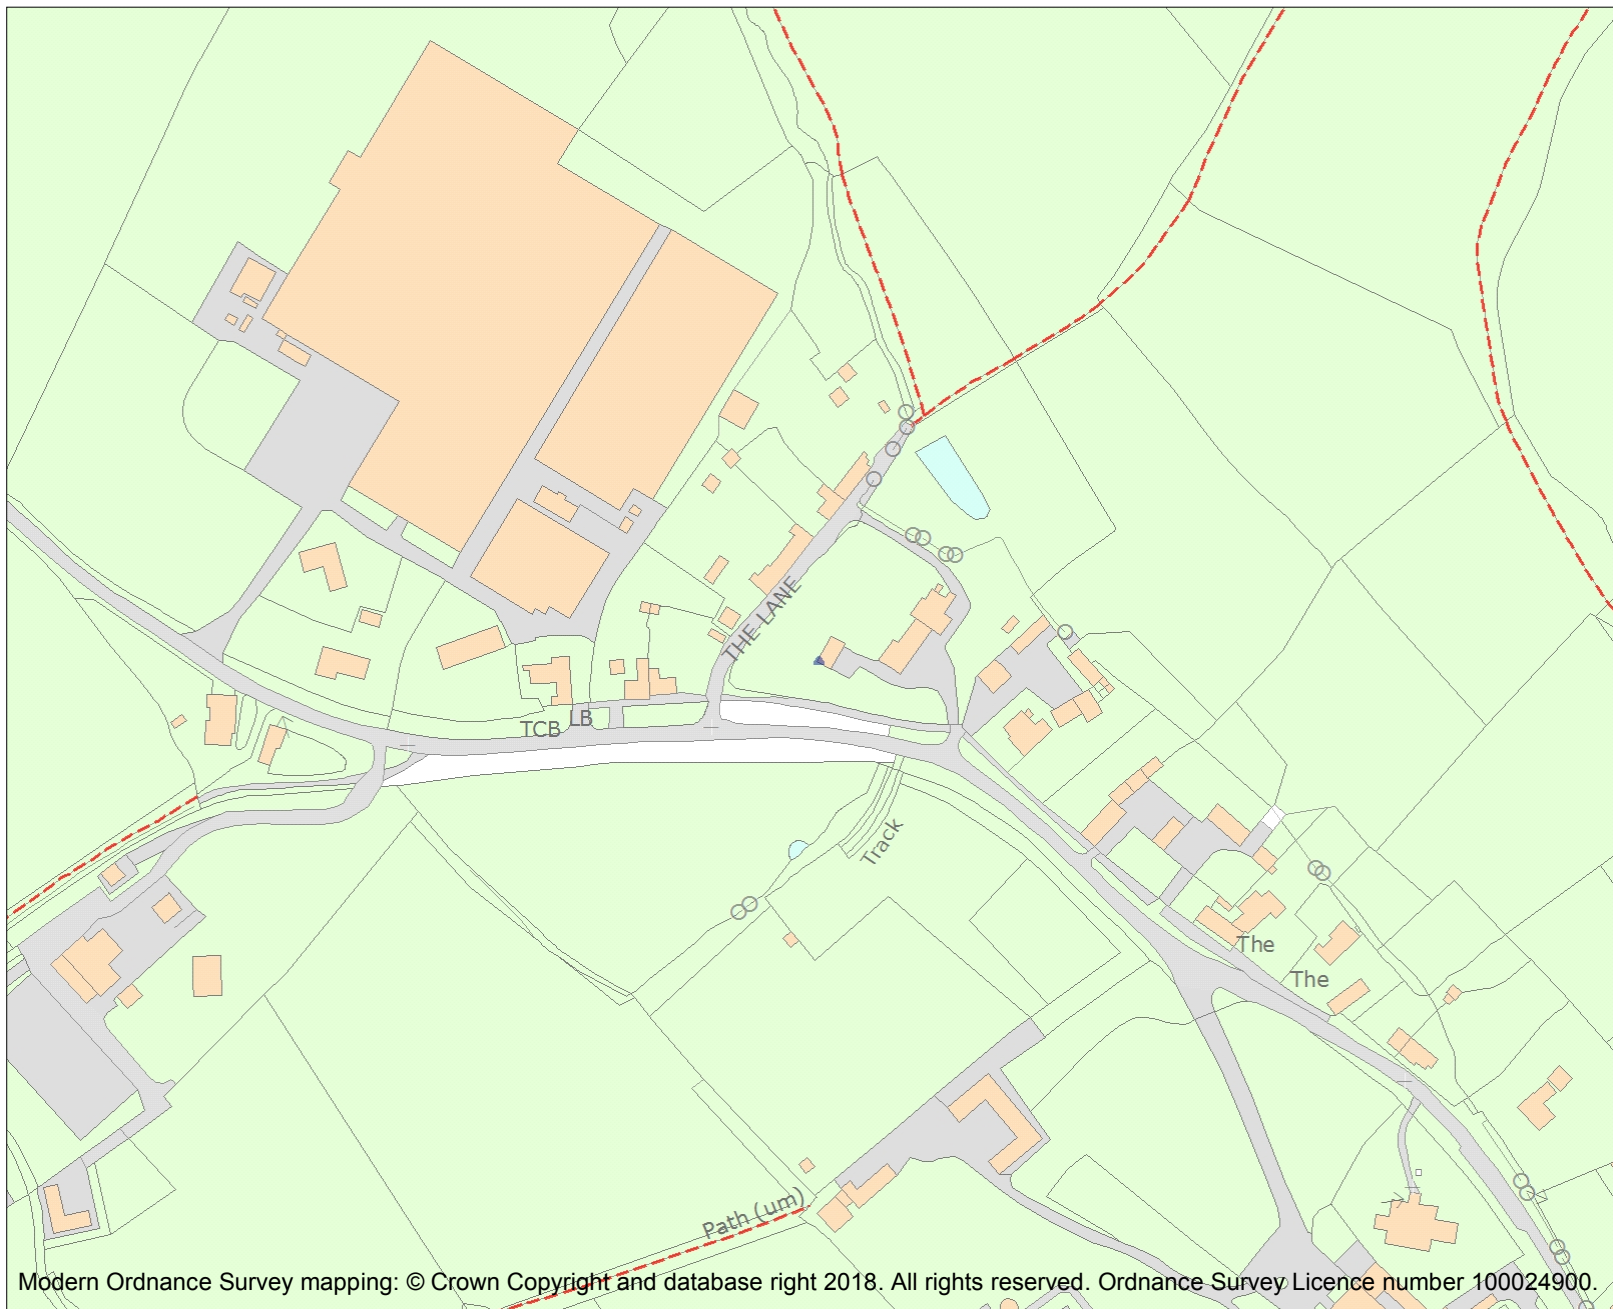 THE LANE
TCB
LB
Track
The
The
Path (um)
Modern Ordnance Survey mapping: © Crown Copyright and database right 2018. All rights reserved. Ordnance Survey Licence number 100024900.